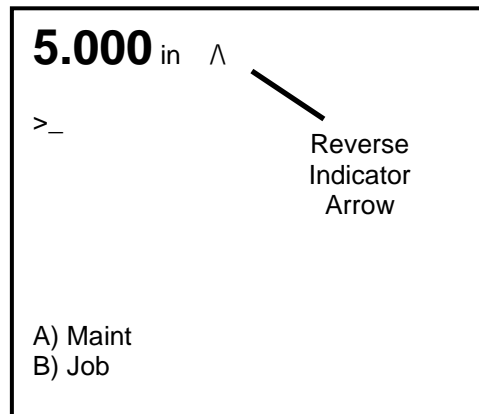 5.000 in /\
>_
Reverse
Indicator
Arrow
A) Maint
B) Job